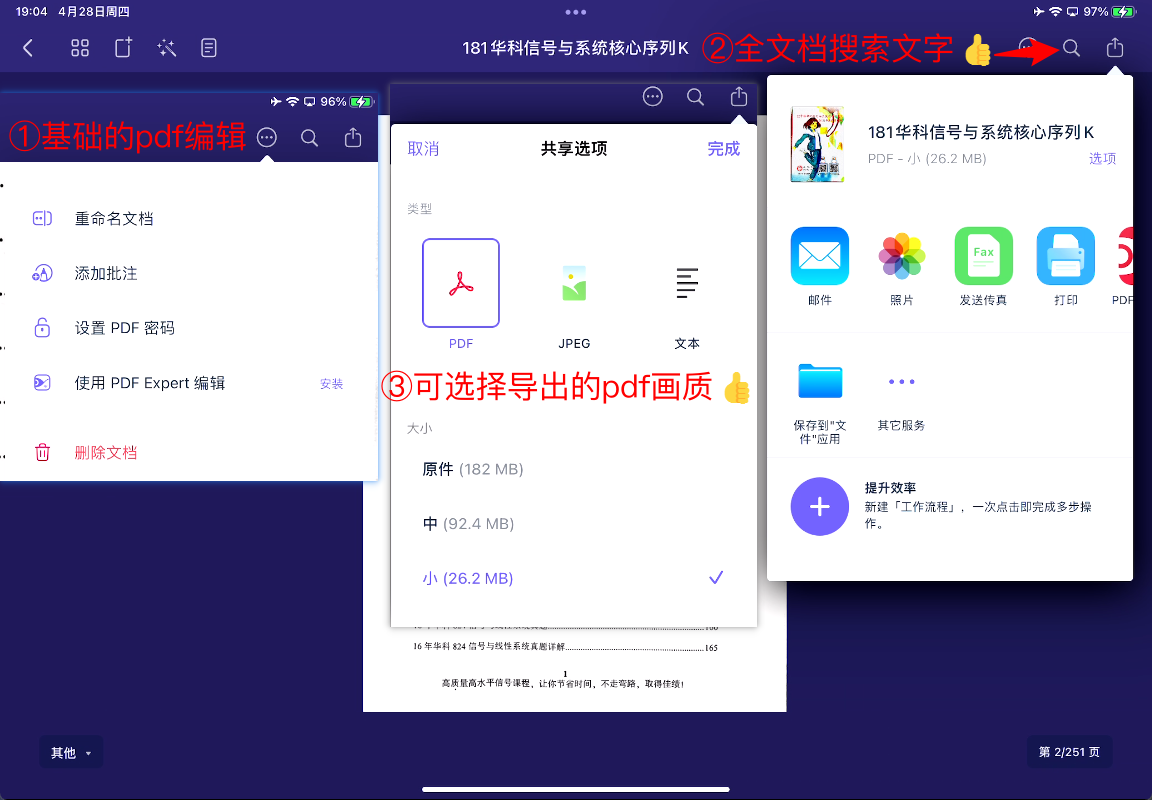 19:04 4月28日周四
97%
181华科信号与系统核心序列K
②全文档搜索文字
96%
①基础的pdf编辑
重命名文档
添加批注
设置 PDF 密码
使用 PDF Expert 编辑
安装
删除文档
取消
共享选项
完成
类型
PDF
JPEG
文本
③可选择导出的pdf画质
大小
原件 (182 MB)
中 (92.4 MB)
小 (26.2 MB)
181华科信号与系统核心序列K
PDF – 小 (26.2 MB)
选项
邮件
照片
Fax
发送传真
打印
PDF
保存到"文
件"应用
其它服务
提升效率
新建「工作流程」，一次点击即完成多步操
作。
16 年华科 824 信号与线性系统真题详解 165
1
高质量高水平信号课程，让你节省时间，不走弯路，取得佳绩！
其他
第 2/251 页